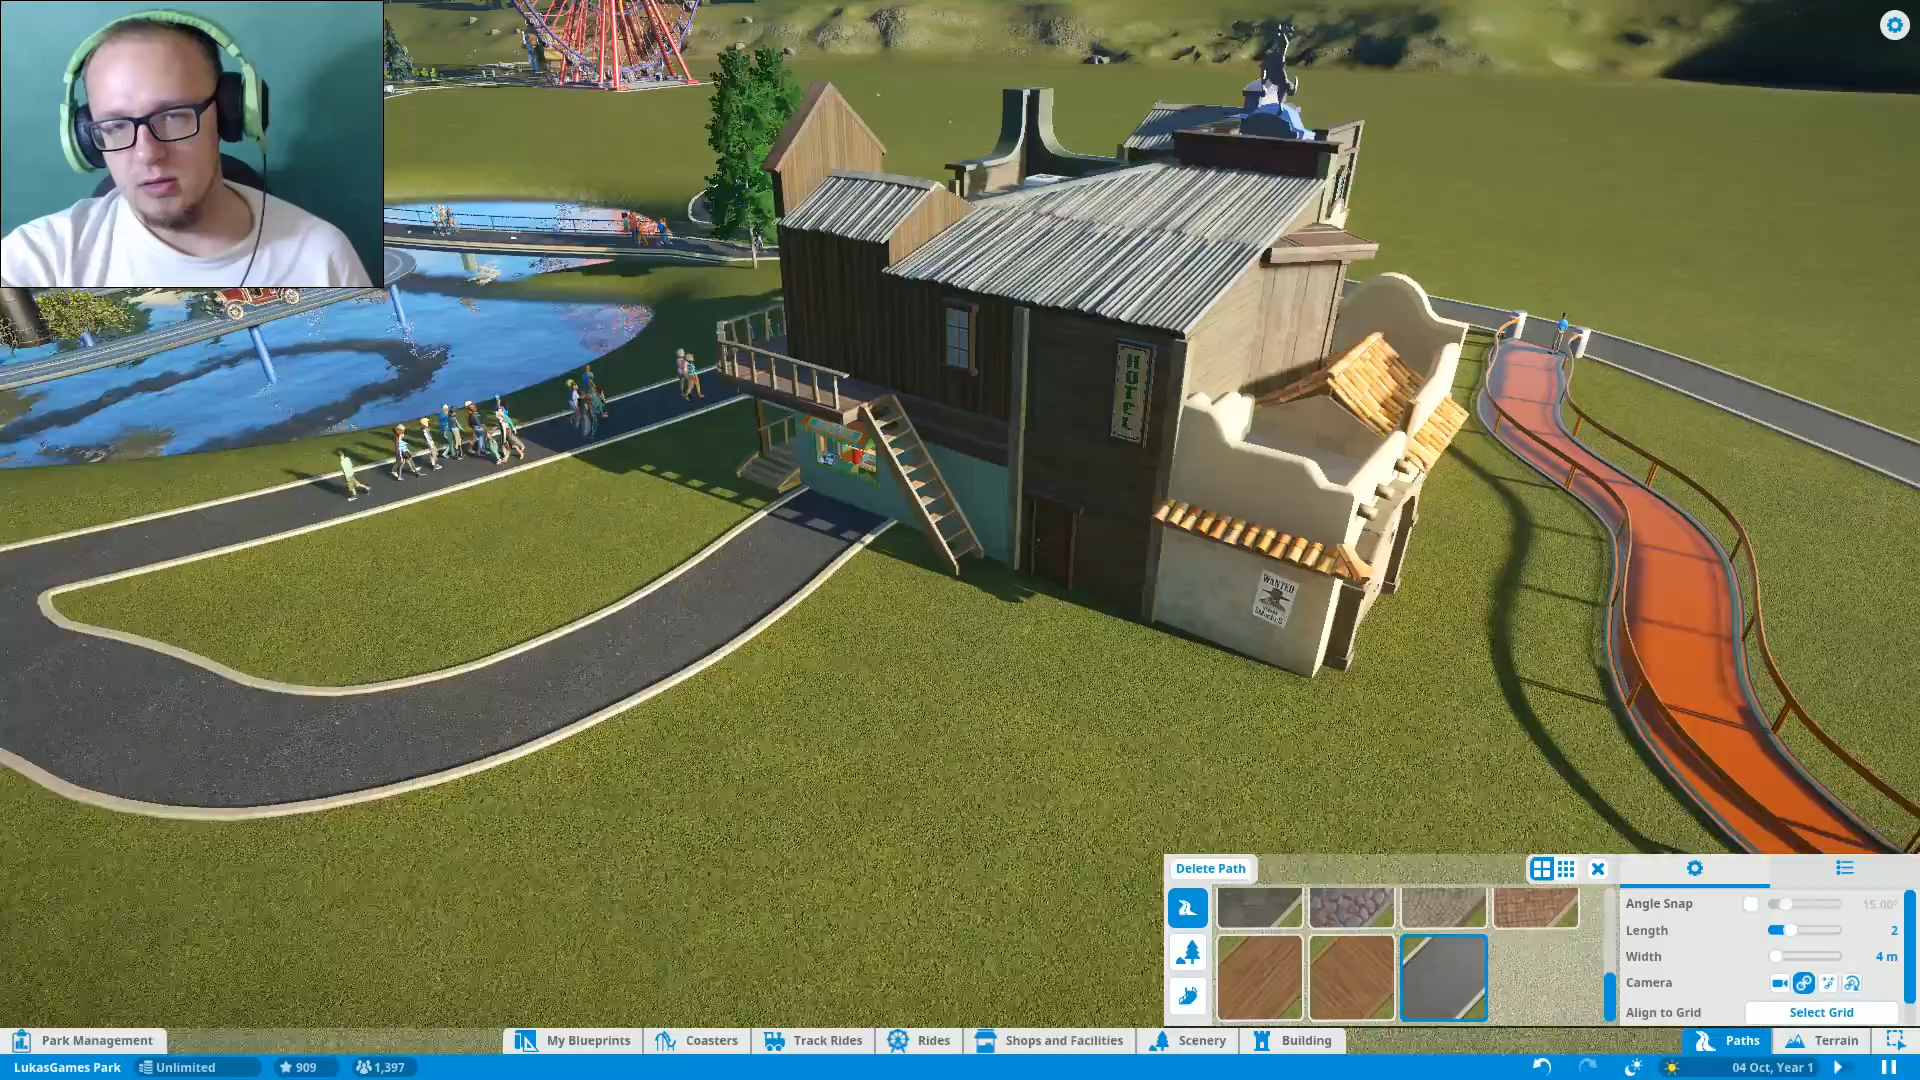 HOTEL
WANTED
Delete Path
Angle Snap 15.00°
Length 2
Width 4 m
Camera
Align to Grid Select Grid
Park Management My Blueprints Coasters Track Rides Rides Shops and Facilities Scenery Building Paths Terrain
LukasGames Park Unlimited 909 1,397 04 Oct, Year 1